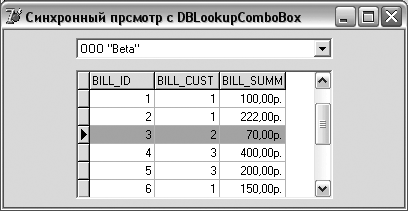 Синхронный прсмотр с DBLookupComboBox
ООО "Beta"
BILL_ID BILL_CUST BILL_SUMM
1 1 100,00р.
2 1 222,00р.
3 2 70,00р.
4 3 400,00р.
5 3 200,00р.
6 1 150,00р.